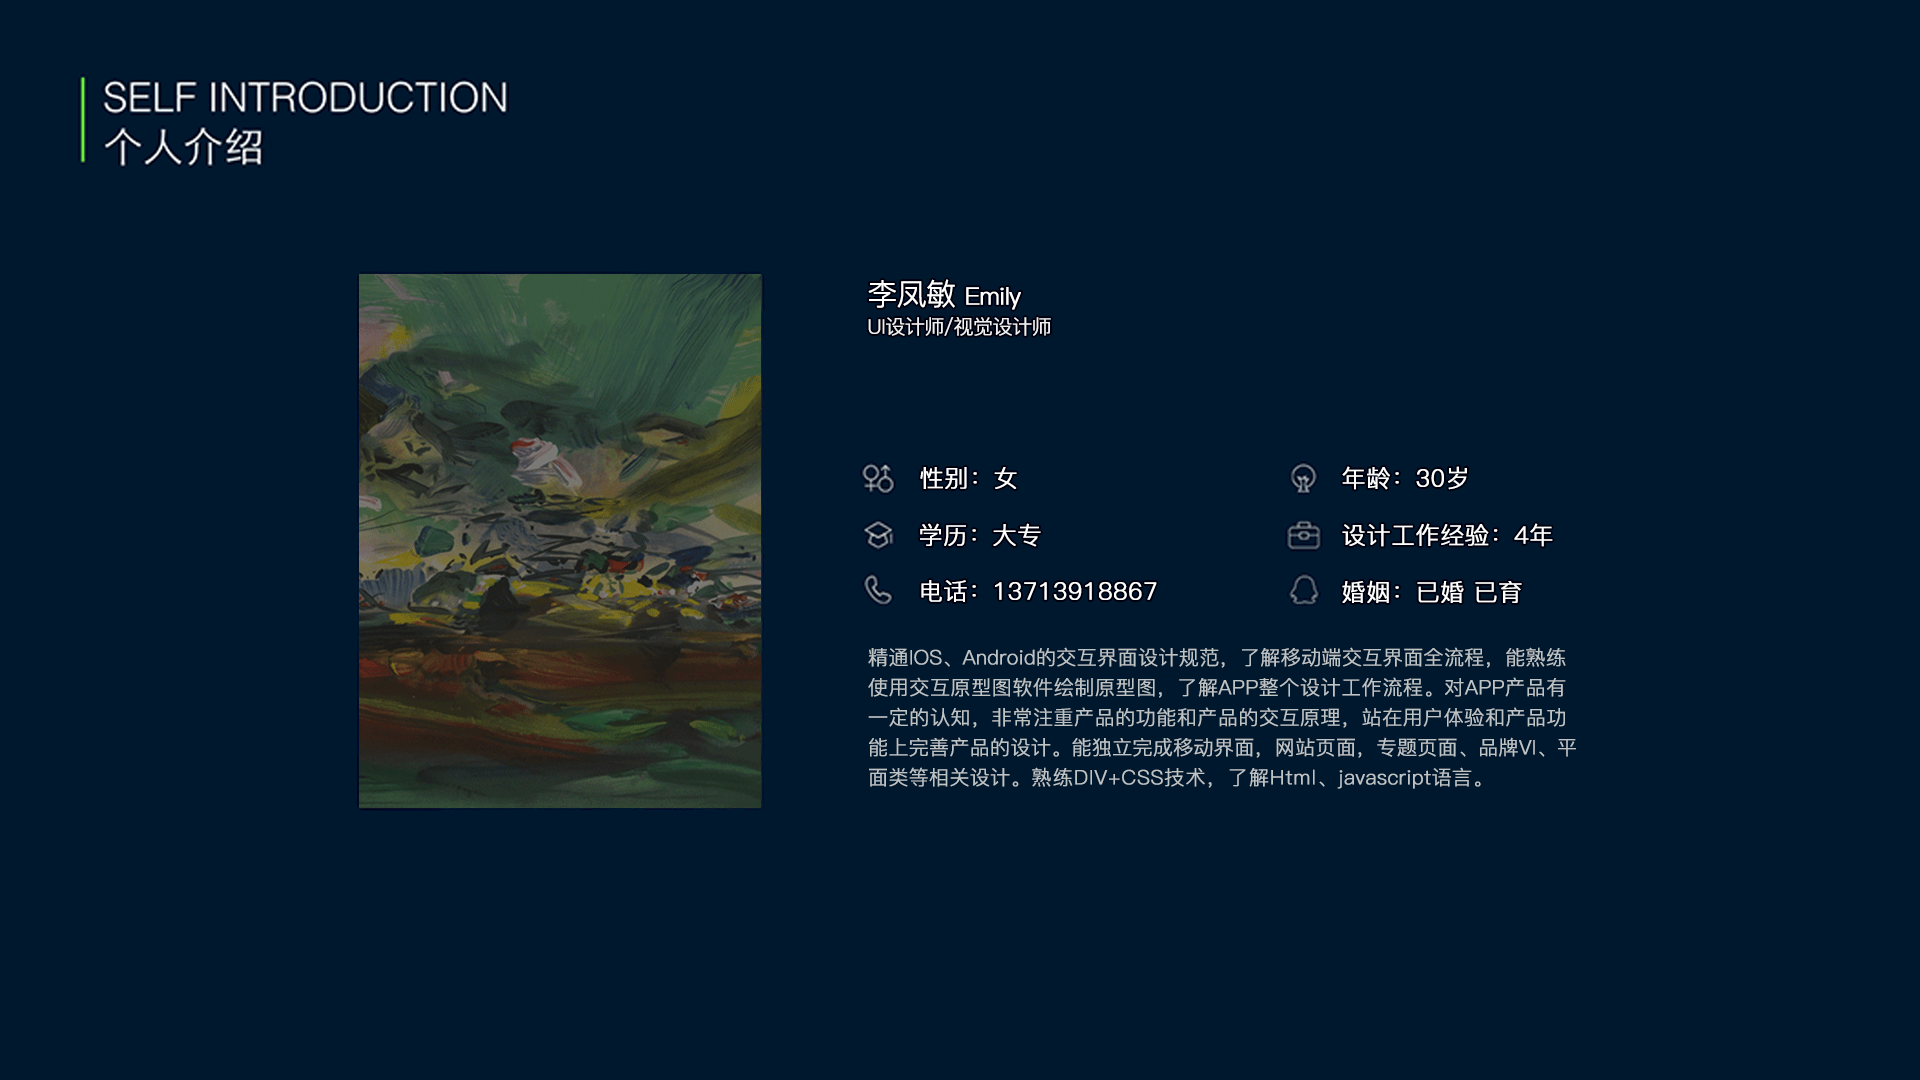 SELF INTRODUCTION
个人介绍
李凤敏 Emily
UI设计师/视觉设计师
性别：女
年龄：30岁
学历：大专
设计工作经验：4年
电话：13713918867
婚姻：已婚 已育
精通IOS、Android的交互界面设计规范，了解移动端交互界面全流程，能熟练
使用交互原型图软件绘制原型图，了解APP整个设计工作流程。对APP产品有
一定的认知，非常注重产品的功能和产品的交互原理，站在用户体验和产品功
能上完善产品的设计。能独立完成移动界面，网站页面，专题页面、品牌VI、平
面类等相关设计。熟练DIV+CSS技术，了解Html、javascript语言。